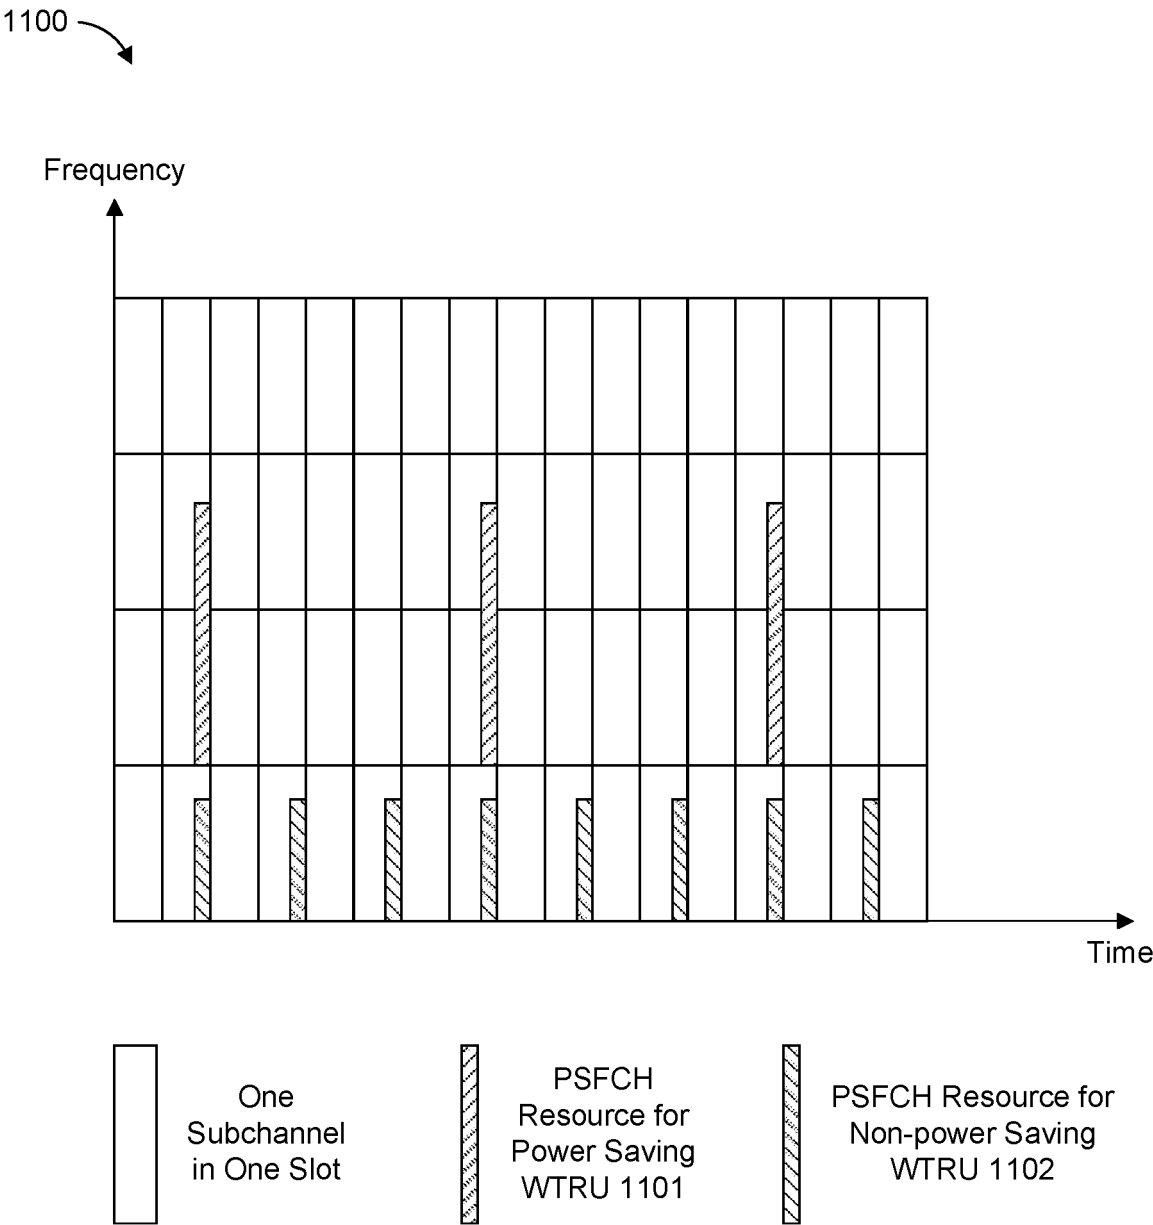 1100
Frequency
Time
One
Subchannel
in One Slot
PSFCH
Resource for
Power Saving
WTRU 1101
PSFCH Resource for
Non-power Saving
WTRU 1102